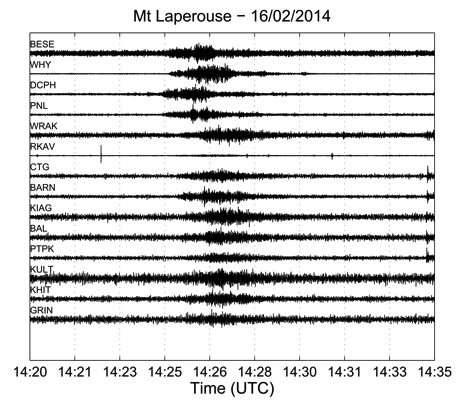 Mt Laperouse − 16/02/2014
BESE
WHY
DCPH
PNL
WRAK
RKAV
CTG
BARN
KIAG
BAL
PTPK
KULT
KHIT
GRIN
14:20 14:21 14:23 14:25 14:26 14:28 14:30 14:31 14:33 14:35
Time (UTC)